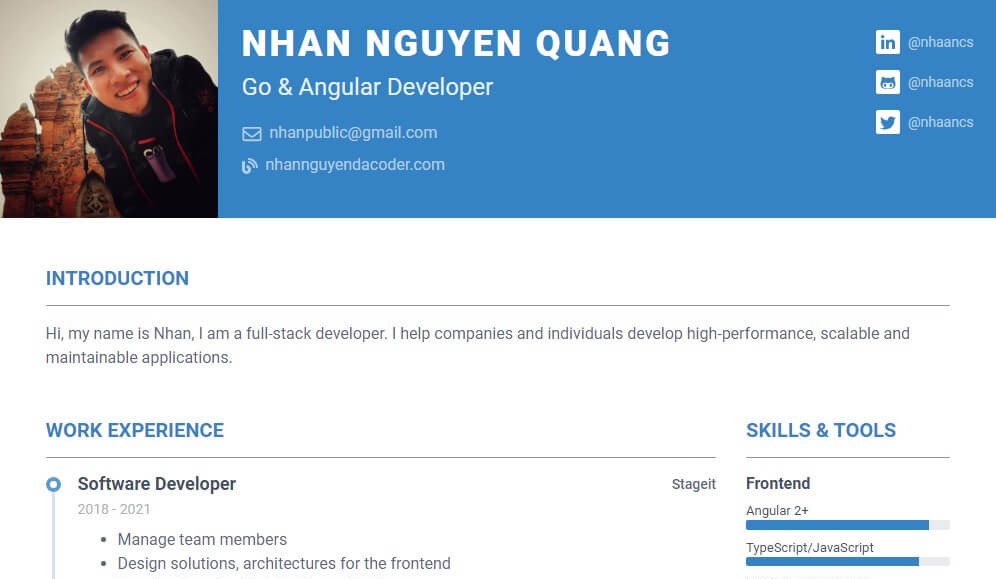 NHAN NGUYEN QUANG
Go & Angular Developer
nhanpublic@gmail.com
nhannguyendacoder.com
@nhaancs
@nhaancs
@nhaancs
INTRODUCTION
Hi, my name is Nhan, I am a full-stack developer. I help companies and individuals develop high-performance, scalable and
maintainable applications.
WORK EXPERIENCE
Software Developer
Stageit
2018 - 2021
Manage team members
Design solutions, architectures for the frontend
SKILLS & TOOLS
Frontend
Angular 2+
TypeScript/JavaScript